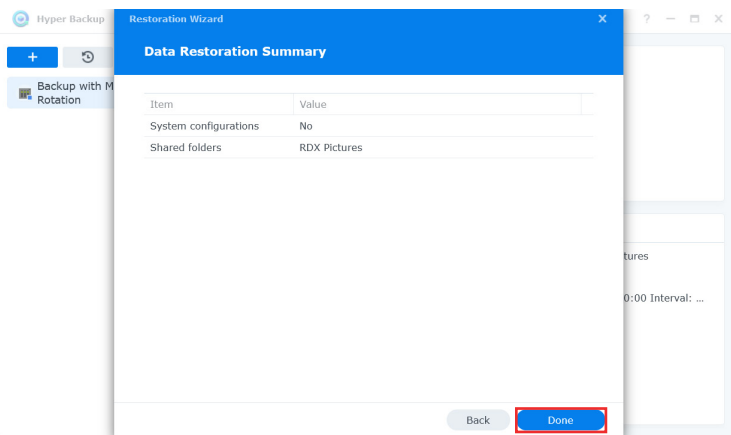 Hyper Backup
Restoration Wizard
Data Restoration Summary
Backup with M
Rotation
Item Value
System configurations No
Shared folders RDX Pictures
tures
0:00 Interval: ...
Back Done